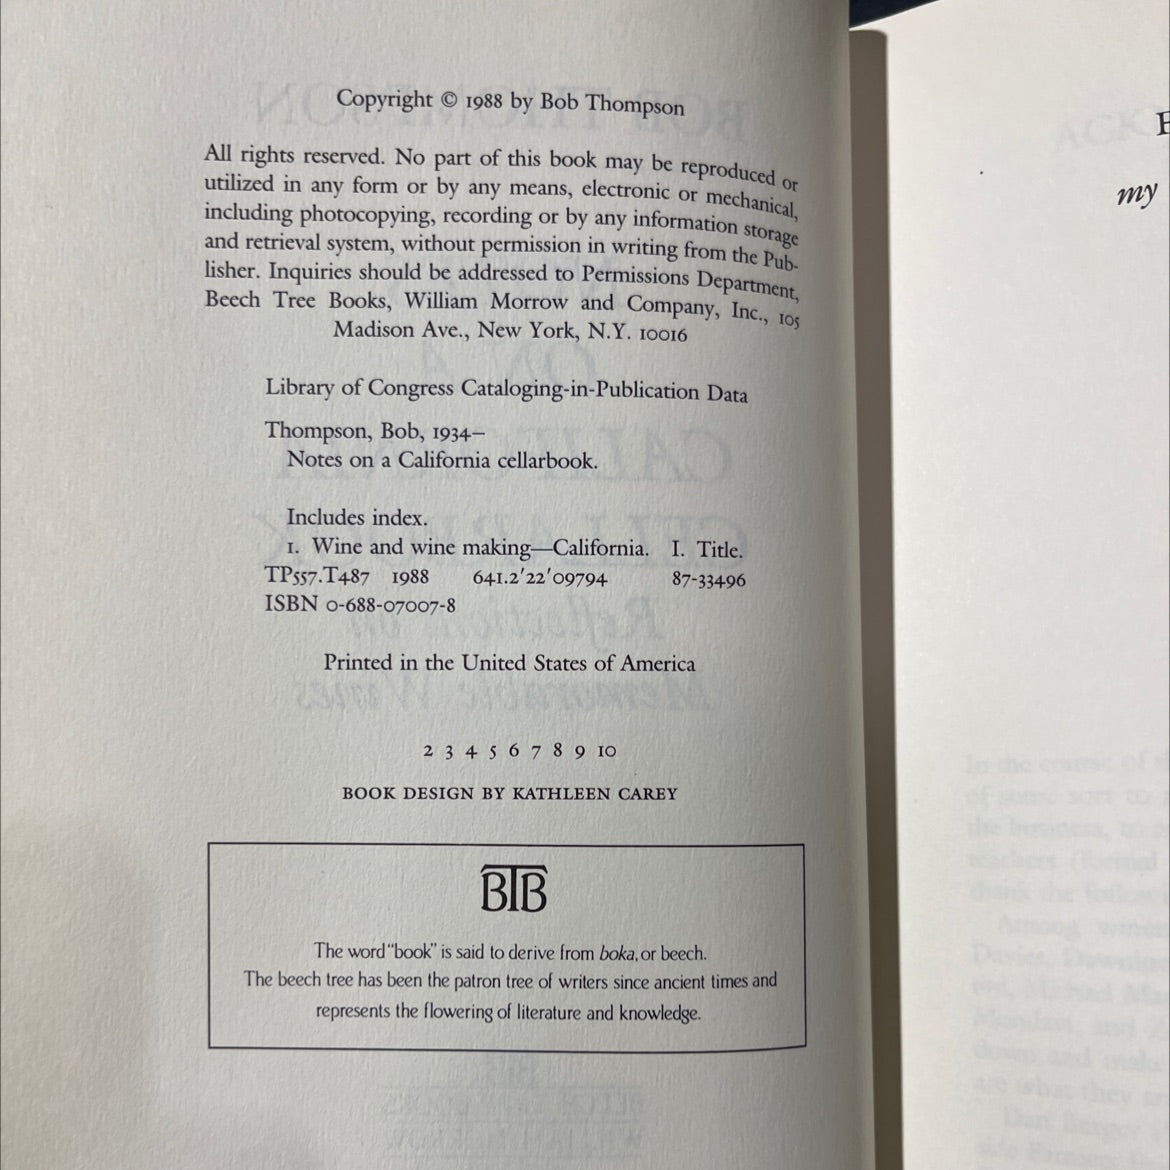 Copyright © 1988 by Bob Thompson
All rights reserved. No part of this book may be reproduced or
utilized in any form or by any means, electronic or mechanical,
including photocopying, recording or by any information storage
and retrieval system, without permission in writing from the Pub-
lisher. Inquiries should be addressed to Permissions Department,
Beech Tree Books, William Morrow and Company, Inc., 105
Madison Ave., New York, N.Y. 10016
Library of Congress Cataloging-in-Publication Data
Thompson, Bob, 1934–
Notes on a California cellarbook.
Includes index.
1. Wine and wine making—California. I. Title.
TP557.T487 1988 641.2'22'09794 87-33496
ISBN 0-688-07007-8
Printed in the United States of America
2 3 4 5 6 7 8 9 10
BOOK DESIGN BY KATHLEEN CAREY
BTB
The word “book” is said to derive from boka, or beech.
The beech tree has been the patron tree of writers since ancient times and
represents the flowering of literature and knowledge.
my